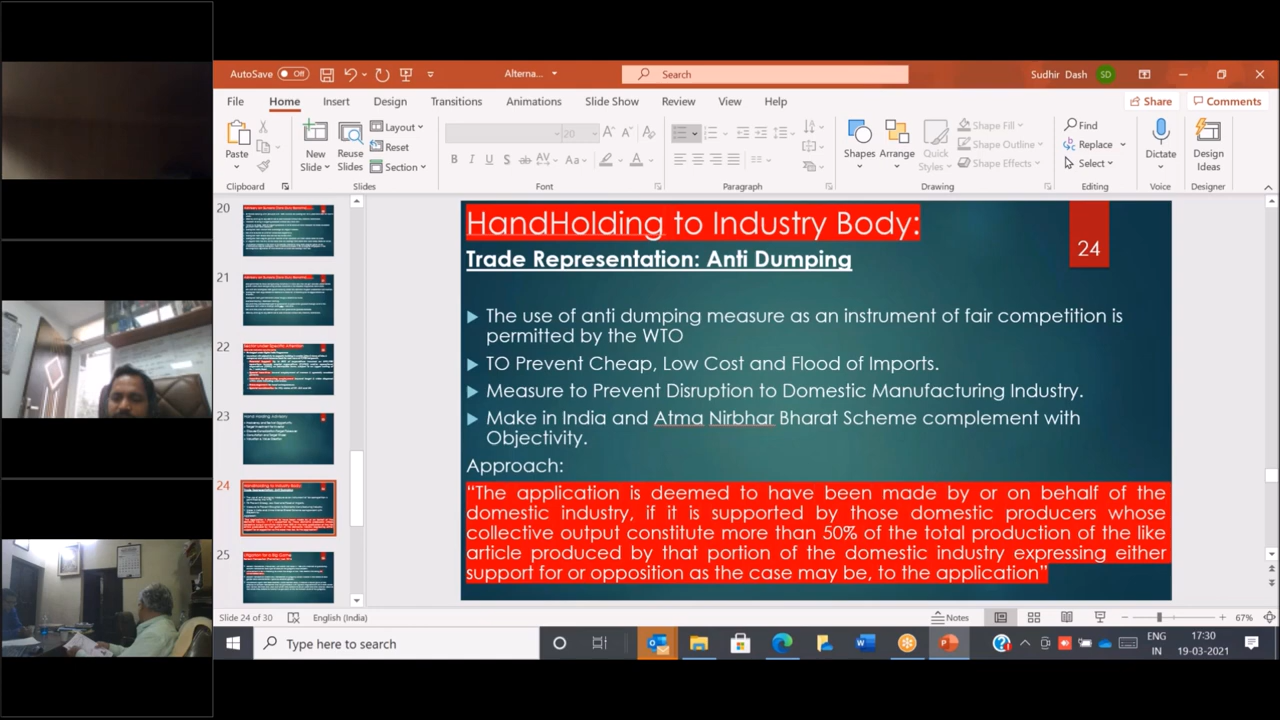 AutoSave Off
Alterna...
Search
Sudhir Dash SD
File Home Insert Design Transitions Animations Slide Show Review View Help
Share Comments
Paste
Clipboard
New Slide
Reuse Slides
Layout
Reset
Section
Slides
20
B I U S ab AV Aa A
Font
Paragraph
Shapes
Arrange
Quick Styles
Shape Fill
Shape Outline
Shape Effects
Drawing
Find
Replace
Select
Editing
Dictate
Voice
Design Ideas
Designer
20
21
22
23
24
25
HandHolding to Industry Body:
24
Trade Representation: Anti Dumping
The use of anti dumping measure as an instrument of fair competition is
permitted by the WTO
TO Prevent Cheap, Low Cost and Flood of Imports.
Measure to Prevent Disruption to Domestic Manufacturing Industry.
Make in India and Atma Nirbhar Bharat Scheme complement with
Objectivity.
Approach:
“The application is deemed to have been made by or on behalf of the
domestic industry, if it is supported by those domestic producers whose
collective output constitute more than 50% of the total production of the like
article produced by that portion of the domestic industry expressing either
support for or opposition, as the case may be, to the application”
Slide 24 of 30
English (India)
Notes
67%
Type here to search
ENG
IN
17:30
19-03-2021